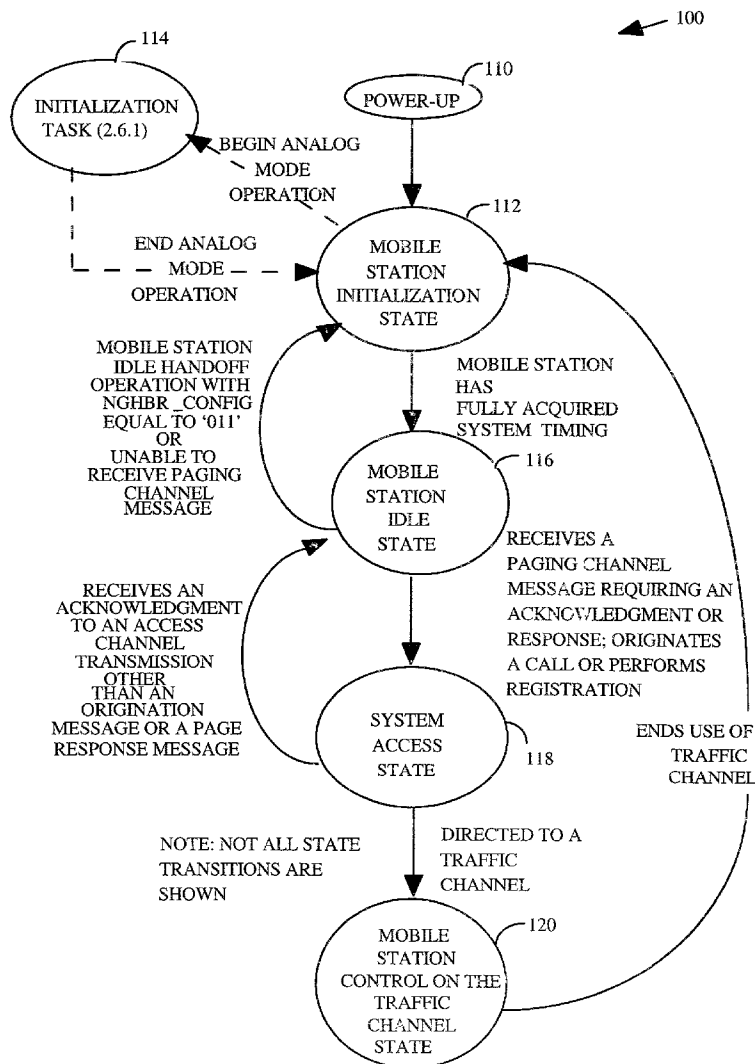 100
114
INITIALIZATION
TASK (2.6.1)
110
POWER-UP
BEGIN ANALOG
MODE
OPERATION
112
END ANALOG
MODE
OPERATION
MOBILE
STATION
INITIALIZATION
STATE
MOBILE STATION
IDLE HANDOFF
OPERATION WITH
NGHBR_CONFIG
EQUAL TO ‘011’
OR
UNABLE TO
RECEIVE PAGING
CHANNEL
MESSAGE
MOBILE STATION
HAS
FULLY ACQUIRED
SYSTEM TIMING
116
MOBILE
STATION
IDLE
STATE
RECEIVES A
PAGING CHANNEL
MESSAGE REQUIRING AN
ACKNOWLEDGMENT OR
RESPONSE; ORIGINATES
A CALL OR PERFORMS
REGISTRATION
RECEIVES AN
ACKNOWLEDGMENT
TO AN ACCESS
CHANNEL
TRANSMISSION
OTHER
THAN AN
ORIGINATION
MESSAGE OR A PAGE
RESPONSE MESSAGE
SYSTEM
ACCESS
STATE
118
ENDS USE OF
TRAFFIC
CHANNEL
NOTE: NOT ALL STATE
TRANSITIONS ARE
SHOWN
DIRECTED TO A
TRAFFIC
CHANNEL
120
MOBILE
STATION
CONTROL ON THE
TRAFFIC
CHANNEL
STATE